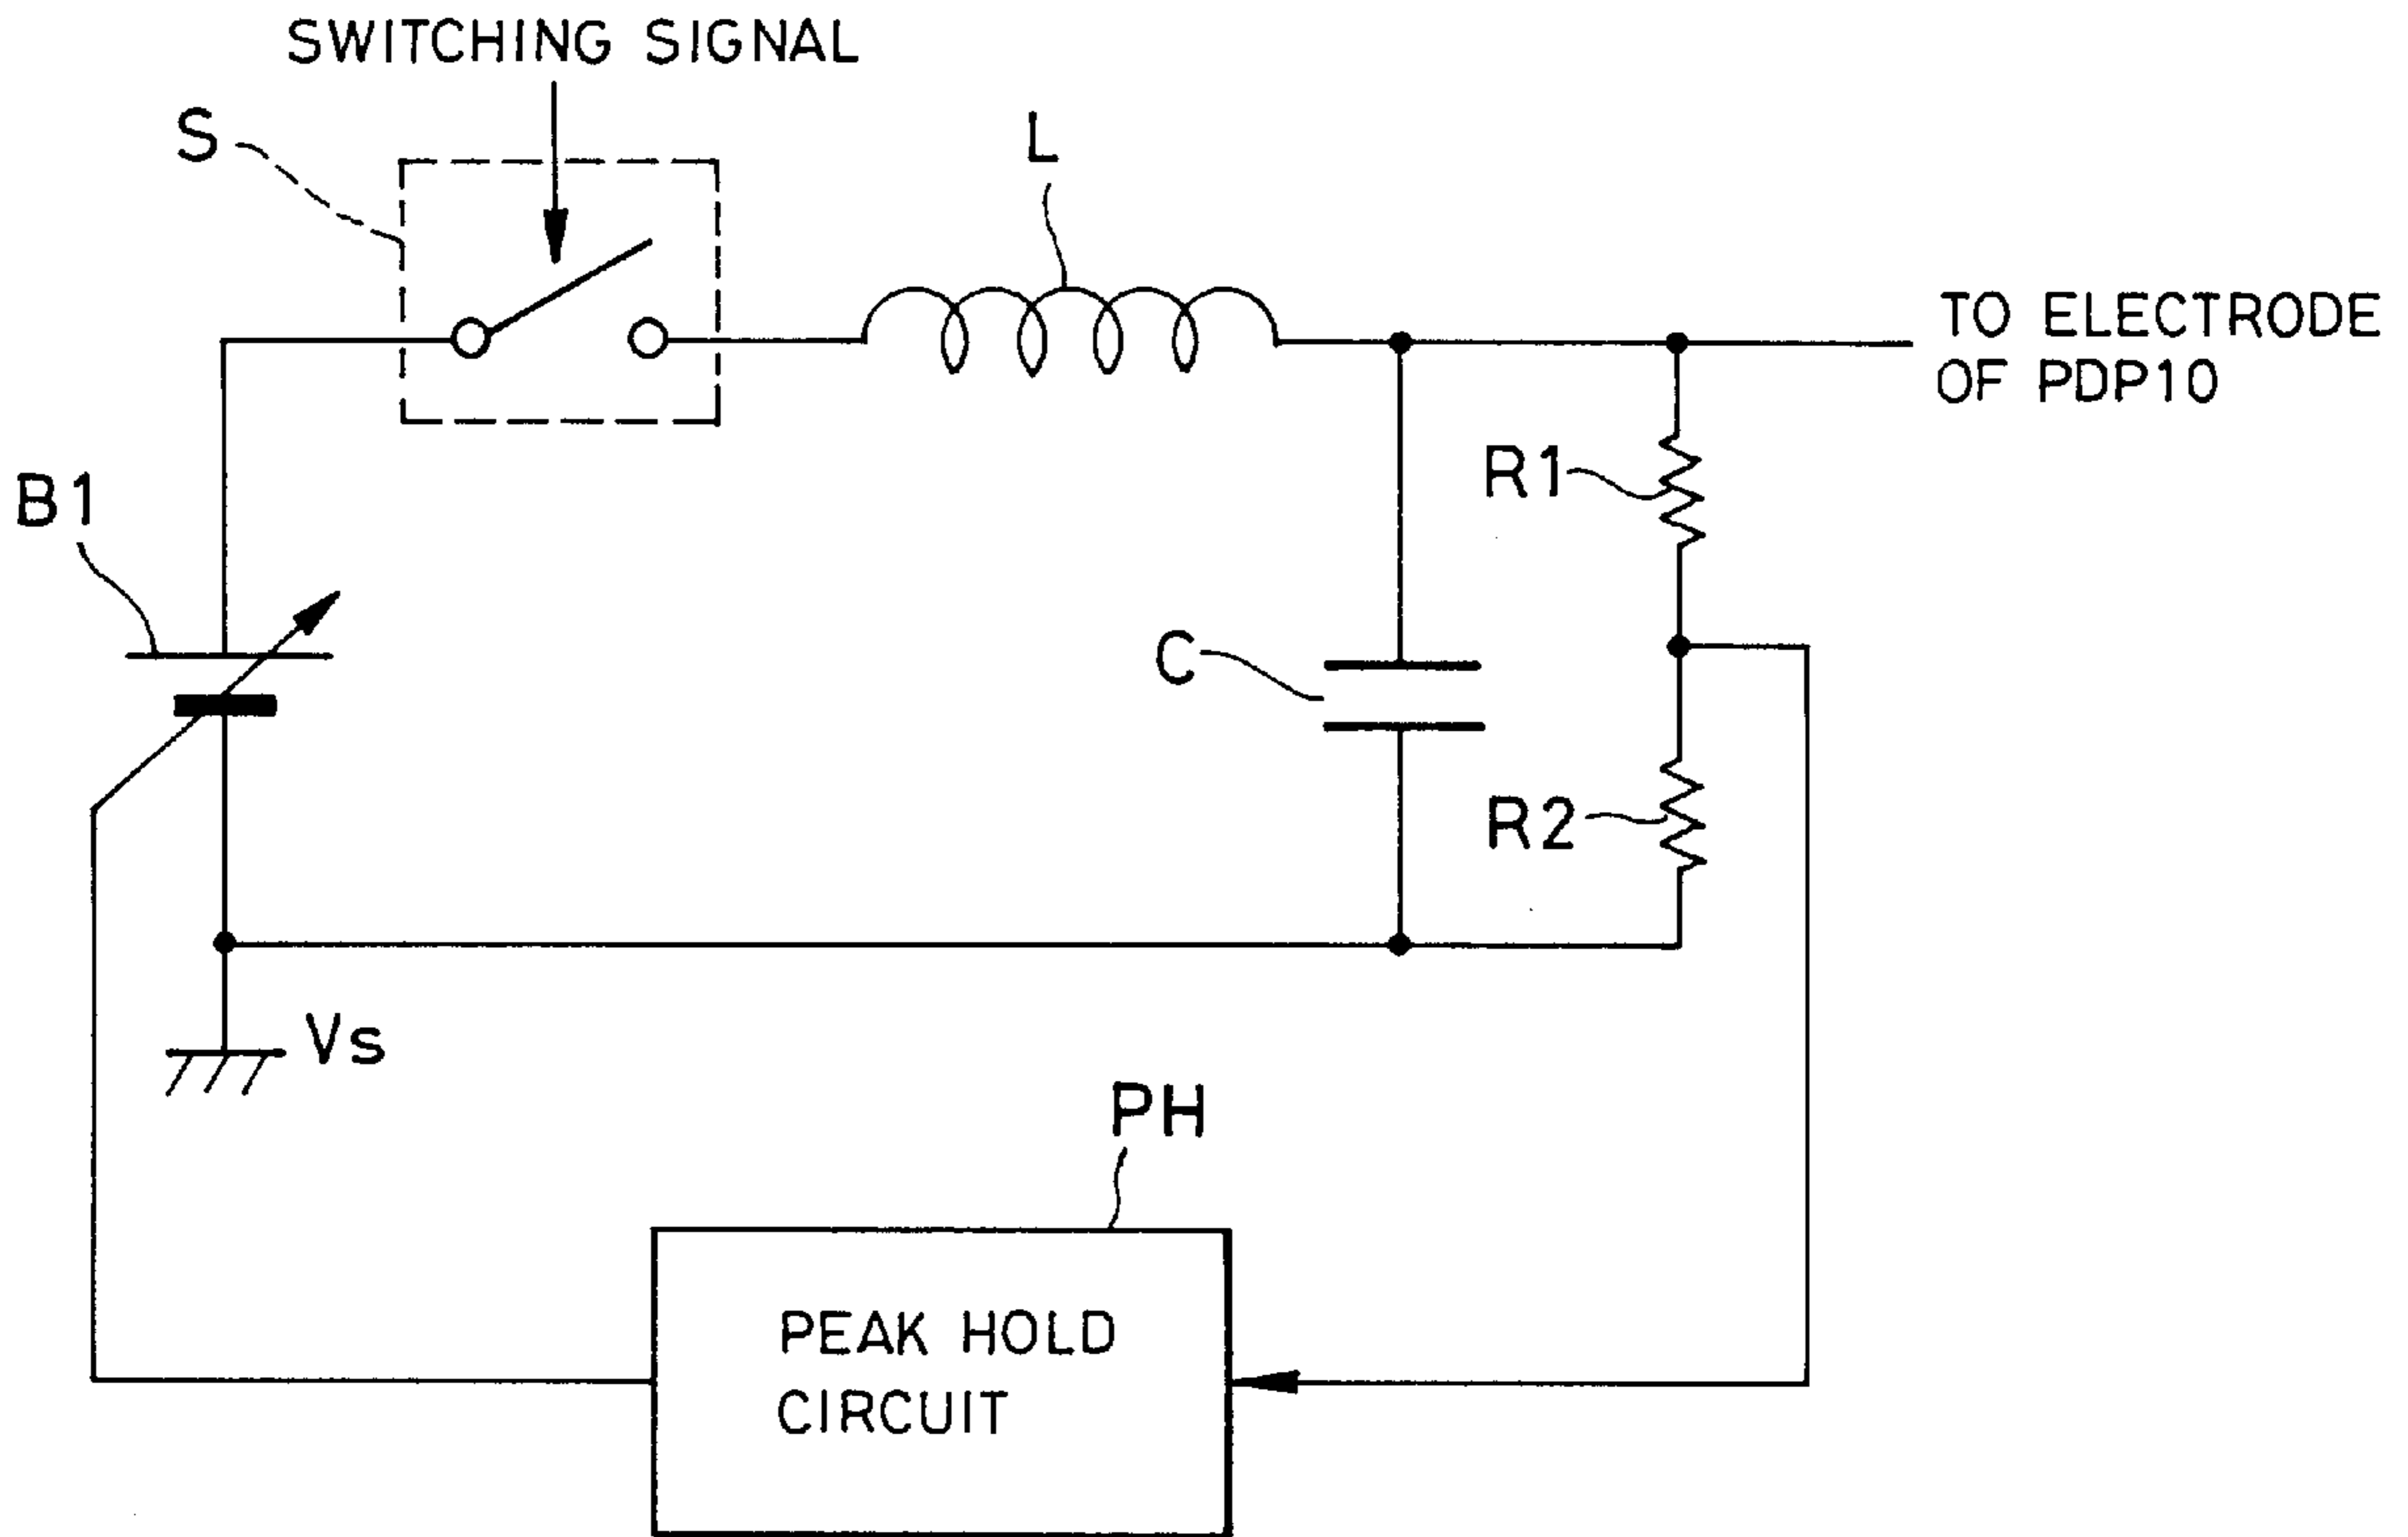 SWITCHING SIGNAL
S
L
TO ELECTRODE
OF PDP10
R1
B1
C
R2
Vs
PH
PEAK HOLD
CIRCUIT